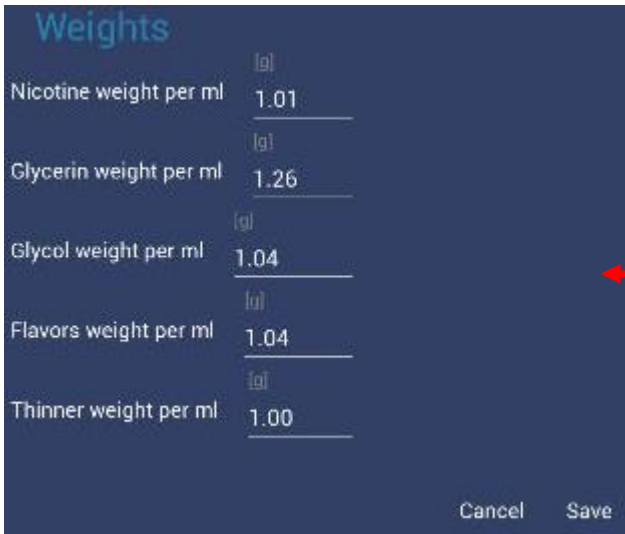 Weights
[g]
Nicotine weight per ml 1.01
[g]
Glycerin weight per ml 1.26
[g]
Glycol weight per ml 1.04
[g]
Flavors weight per ml 1.04
[g]
Thinner weight per ml 1.00
Cancel Save